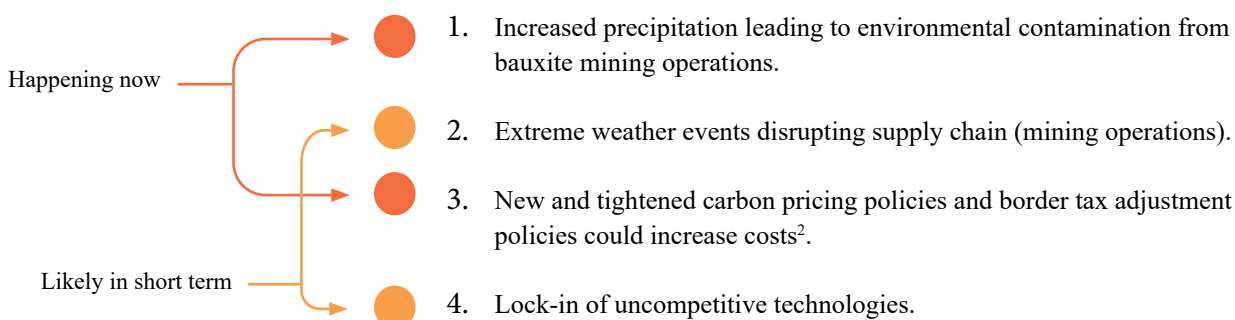 1. Increased precipitation leading to environmental contamination from
bauxite mining operations.
Happening now
2. Extreme weather events disrupting supply chain (mining operations).
3. New and tightened carbon pricing policies and border tax adjustment
policies could increase costs².
Likely in short term
4. Lock-in of uncompetitive technologies.